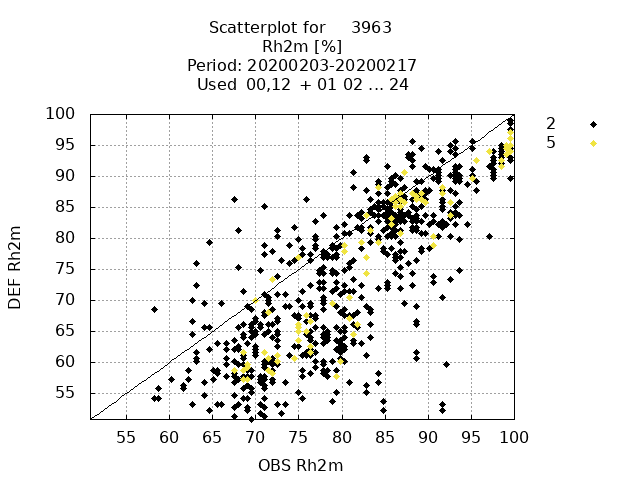 Scatterplot for 3963
Rh2m [%]
Period: 20200203-20200217
Used 00,12 + 01 02 ... 24
2
5
DEF Rh2m
100
95
90
85
80
75
70
65
60
55
55 60 65 70 75 80 85 90 95 100
OBS Rh2m